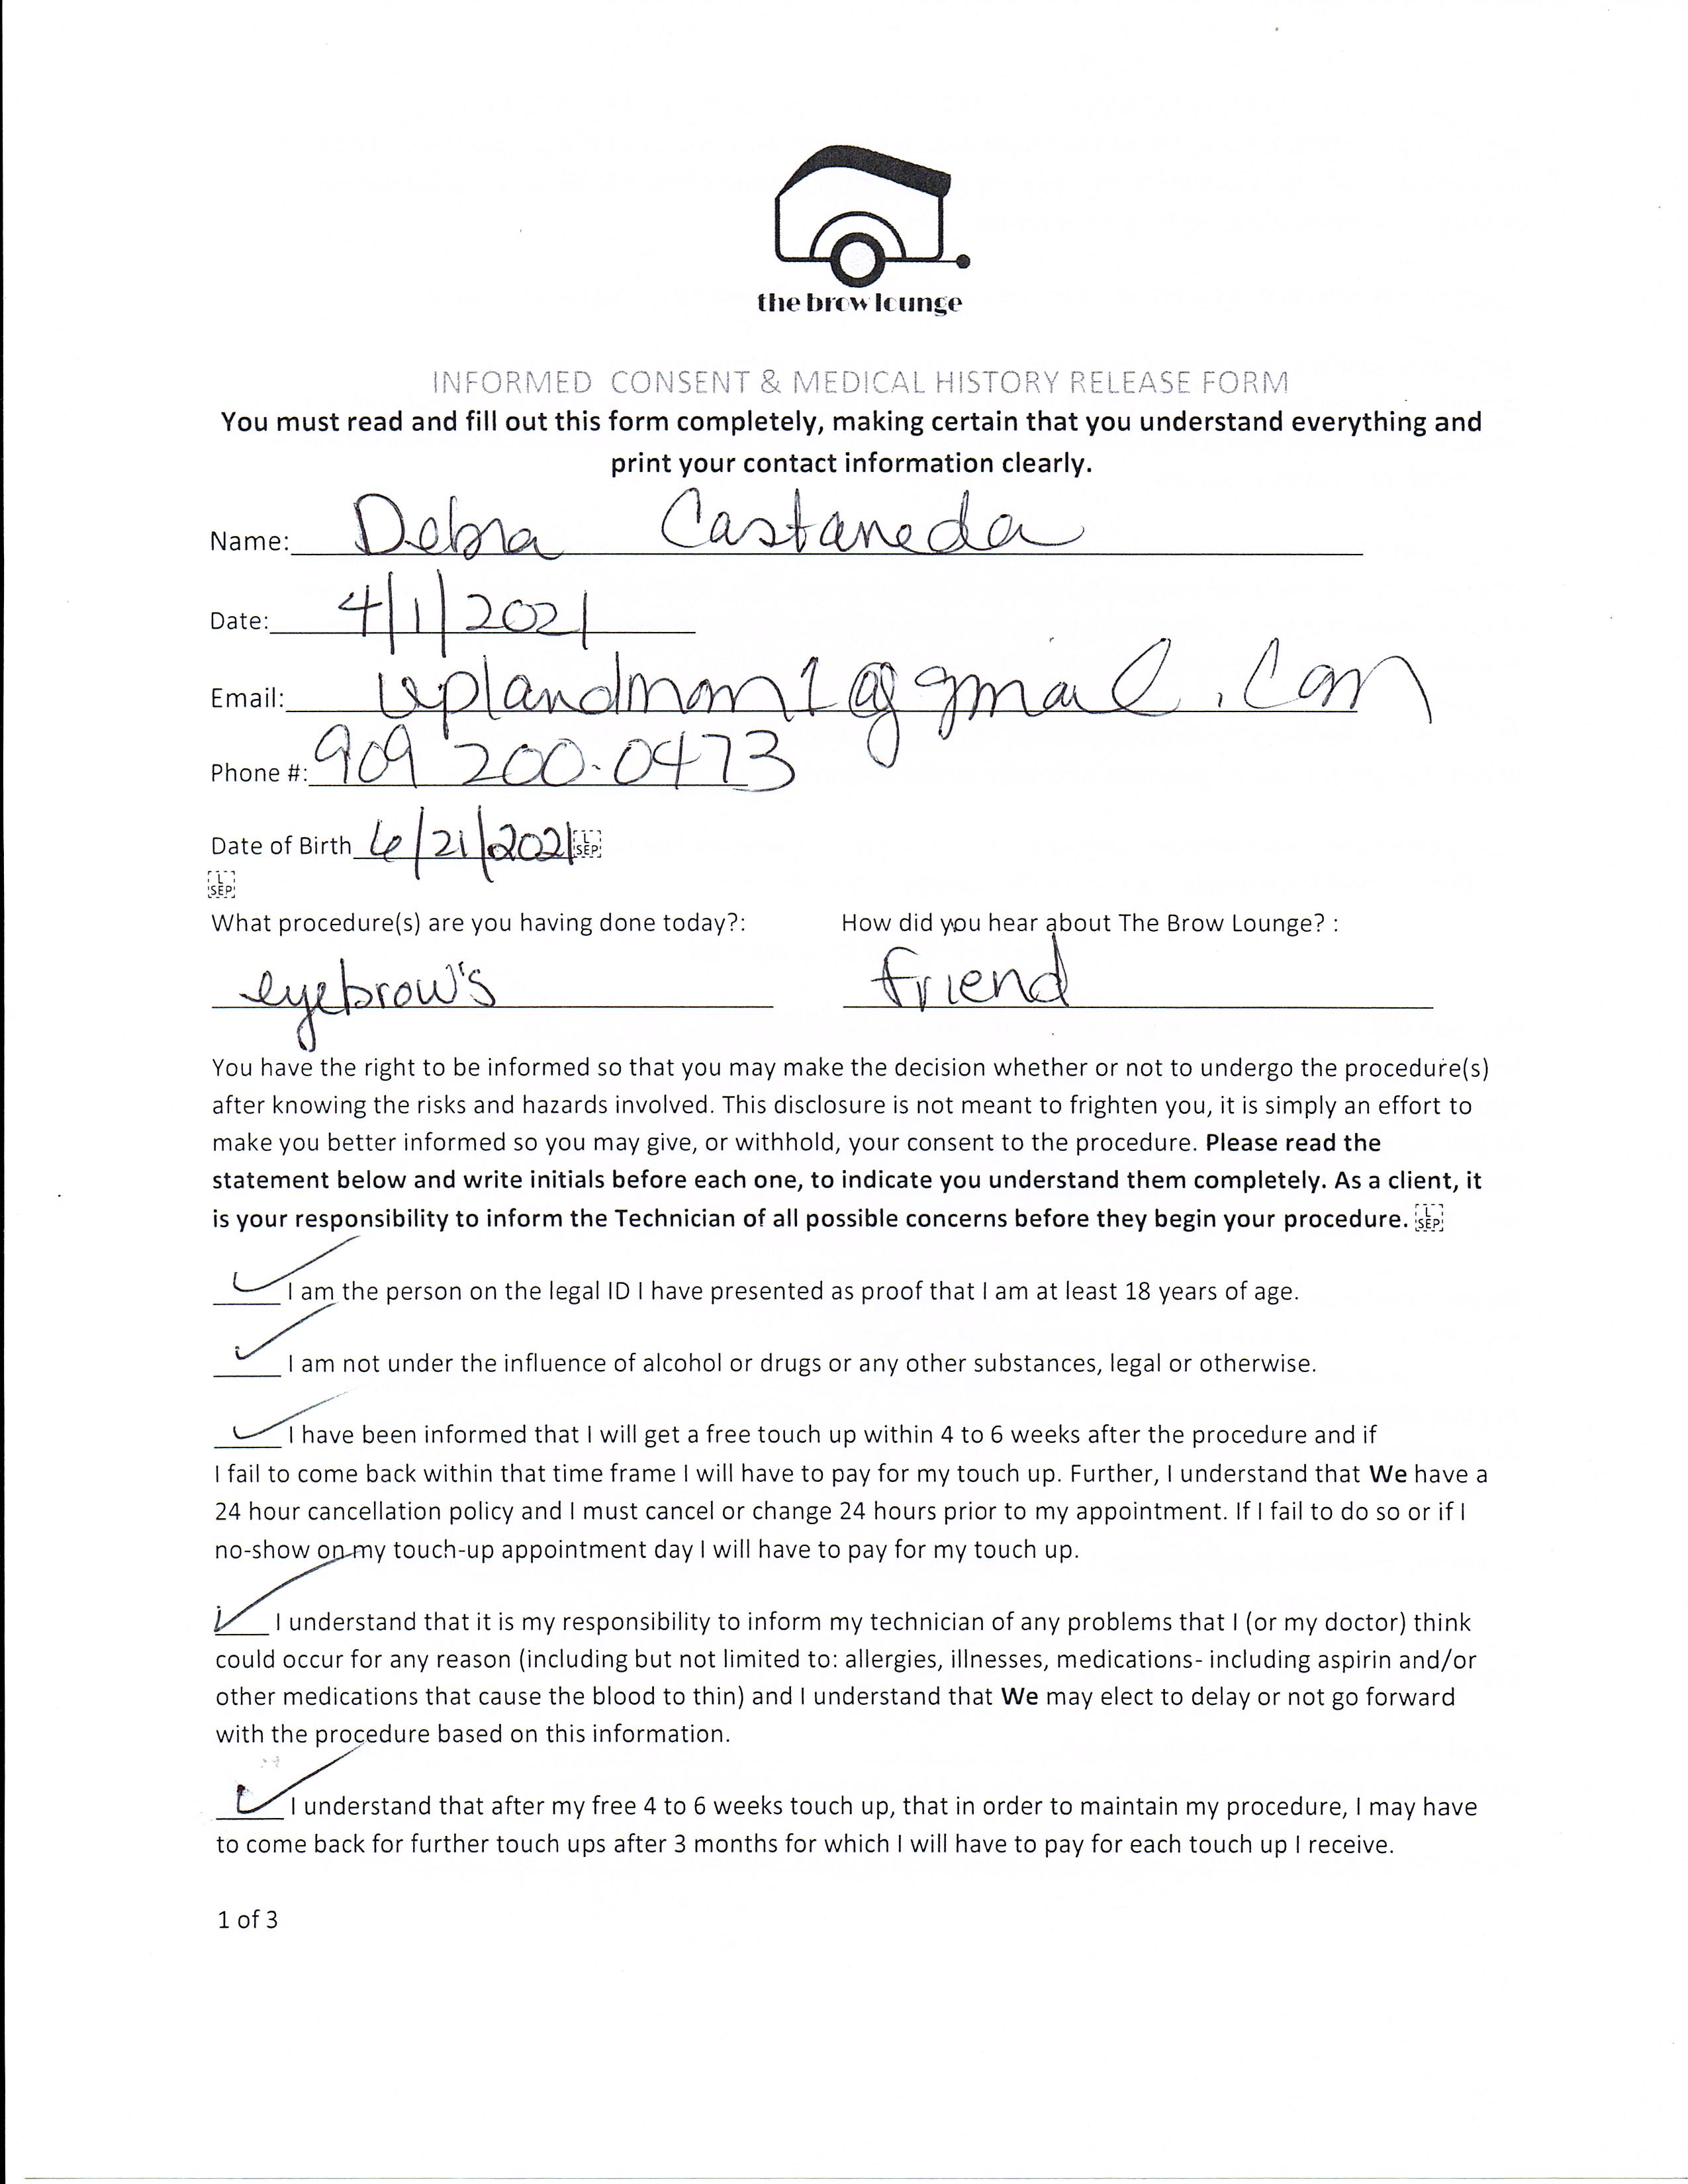 the brow lounge
INFORMED CONSENT & MEDICAL HISTORY RELEASE FORM
You must read and fill out this form completely, making certain that you understand everything and
print your contact information clearly.
Name: Debra Castaneda
Date: 4/1/2021
Email: uplandmom1@gmail.com
Phone #: 909 200-0473
Date of Birth 6/21/2021 L SEP
L SEP
What procedure(s) are you having done today?: How did you hear about The Brow Lounge? :
eyebrow's friend
You have the right to be informed so that you may make the decision whether or not to undergo the procedure(s)
after knowing the risks and hazards involved. This disclosure is not meant to frighten you, it is simply an effort to
make you better informed so you may give, or withhold, your consent to the procedure. Please read the
statement below and write initials before each one, to indicate you understand them completely. As a client, it
is your responsibility to inform the Technician of all possible concerns before they begin your procedure. L SEP
✓ I am the person on the legal ID I have presented as proof that I am at least 18 years of age.
✓ I am not under the influence of alcohol or drugs or any other substances, legal or otherwise.
✓ I have been informed that I will get a free touch up within 4 to 6 weeks after the procedure and if
I fail to come back within that time frame I will have to pay for my touch up. Further, I understand that We have a
24 hour cancellation policy and I must cancel or change 24 hours prior to my appointment. If I fail to do so or if I
no-show on my touch-up appointment day I will have to pay for my touch up.
✓ I understand that it is my responsibility to inform my technician of any problems that I (or my doctor) think
could occur for any reason (including but not limited to: allergies, illnesses, medications- including aspirin and/or
other medications that cause the blood to thin) and I understand that We may elect to delay or not go forward
with the procedure based on this information.
✓ I understand that after my free 4 to 6 weeks touch up, that in order to maintain my procedure, I may have
to come back for further touch ups after 3 months for which I will have to pay for each touch up I receive.
1 of 3